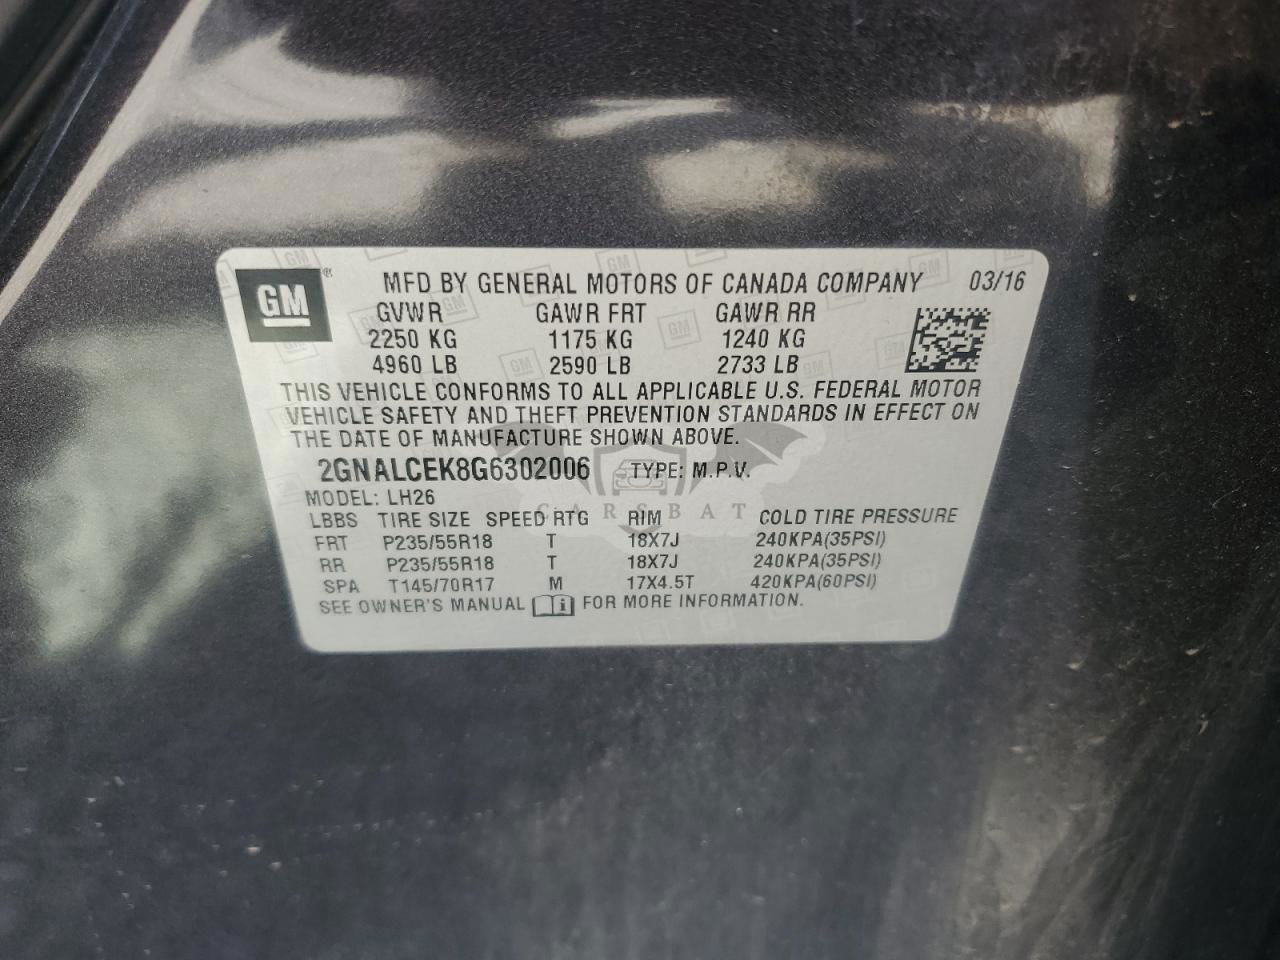 GM ® MFD BY GENERAL MOTORS OF CANADA COMPANY 03/16
GVWR GAWR FRT GAWR RR
2250 KG 1175 KG 1240 KG
4960 LB 2590 LB 2733 LB
THIS VEHICLE CONFORMS TO ALL APPLICABLE U.S. FEDERAL MOTOR
VEHICLE SAFETY AND THEFT PREVENTION STANDARDS IN EFFECT ON
THE DATE OF MANUFACTURE SHOWN ABOVE.
2GNALCEK8G6302006 TYPE: M.P.V.
MODEL: LH26
CARSBAT
LBBS TIRE SIZE SPEED RTG RIM COLD TIRE PRESSURE
FRT P235/55R18 T 18X7J 240KPA(35PSI)
RR P235/55R18 T 18X7J 240KPA(35PSI)
SPA T145/70R17 M 17X4.5T 420KPA(60PSI)
SEE OWNER'S MANUAL i FOR MORE INFORMATION.